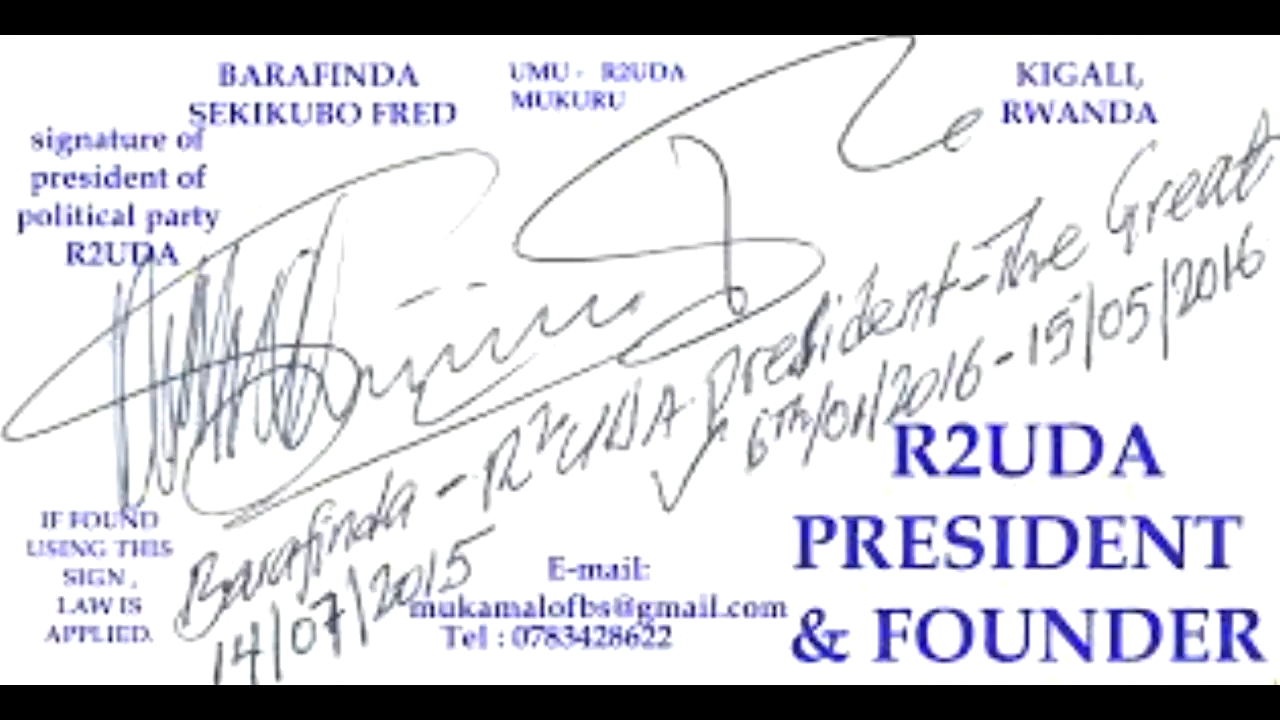 BARAFINDA
SEKIKUBO FRED
UMU - R2UDA
MUKURU
KIGALI,
RWANDA
signature of
president of
political party
R2UDA
Barafinda - R2UDA President - The Great
14/07/2015
6TH/01/2016 - 15/05/2016
R2UDA
PRESIDENT
& FOUNDER
IF FOUND
USING THIS
SIGN,
LAW IS
APPLIED.
E-mail:
mukamalofbs@gmail.com
Tel : 0783428622